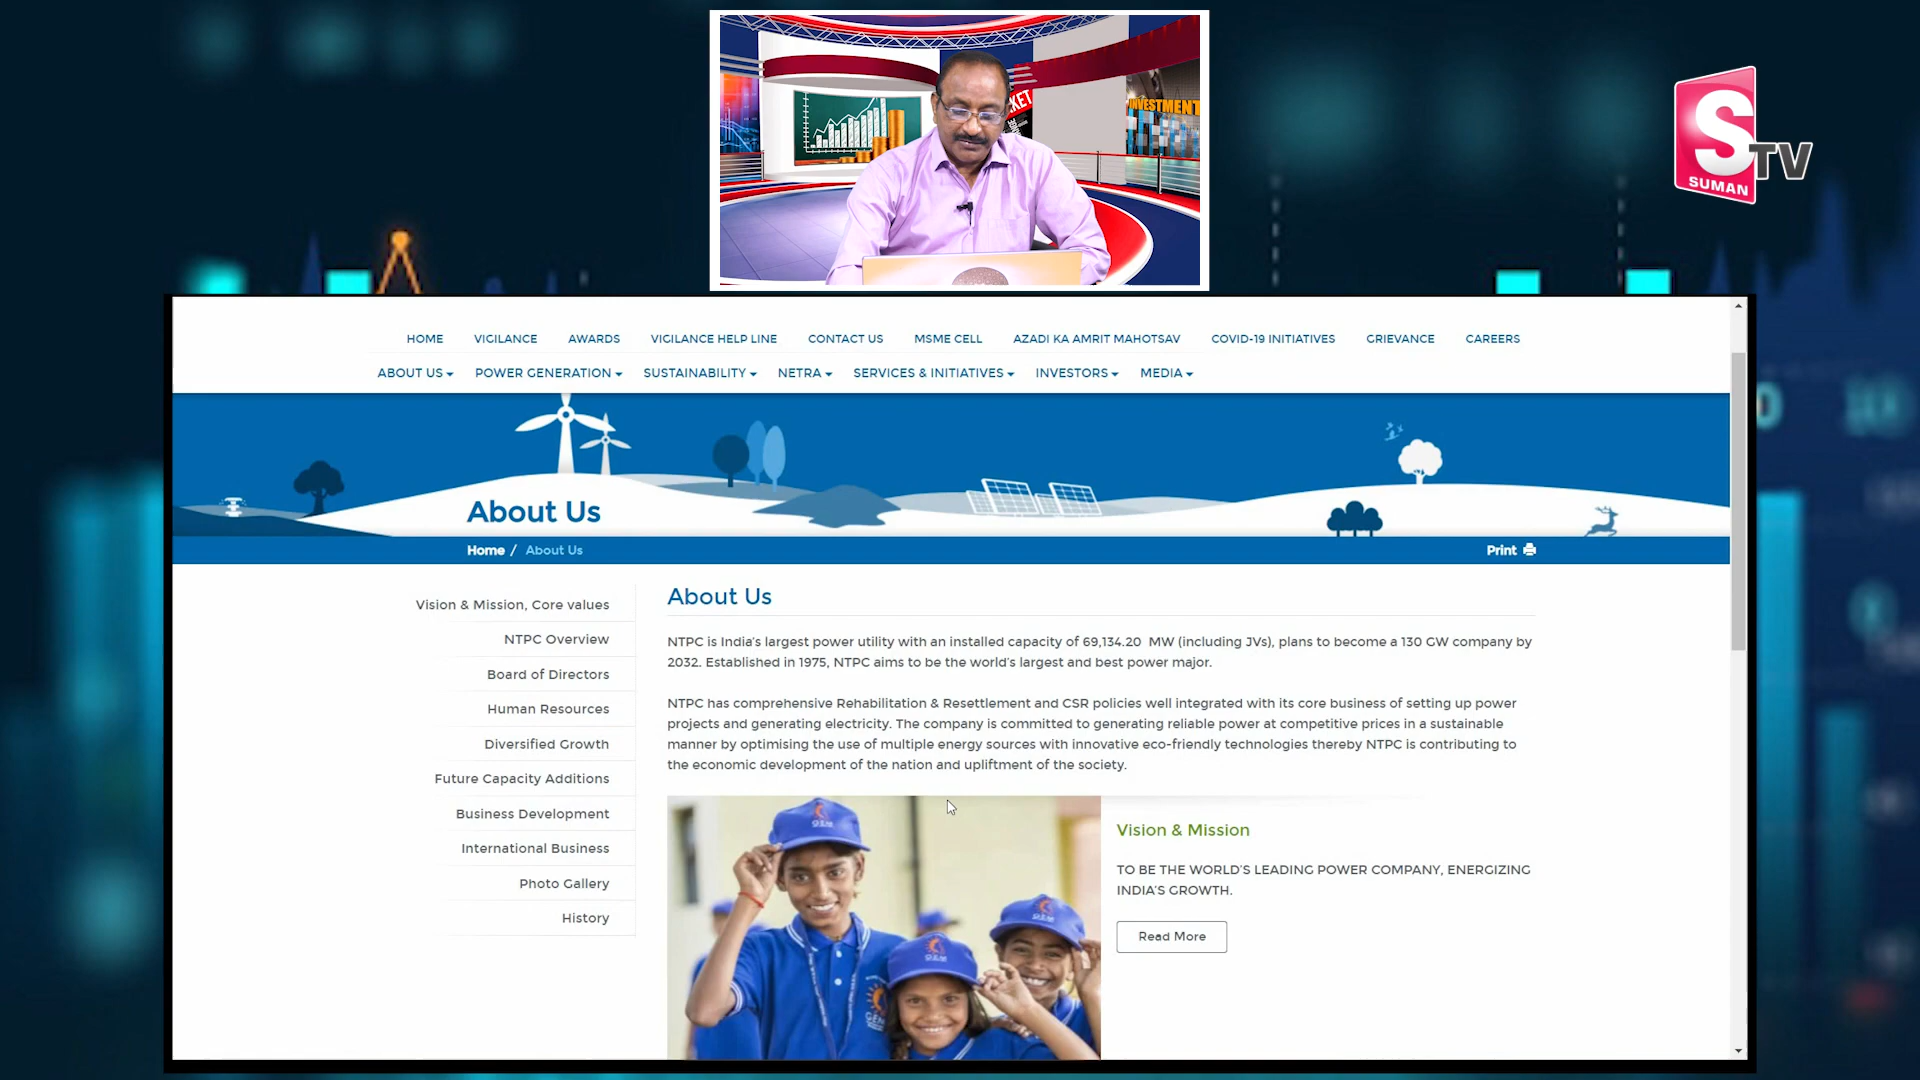 MARKET
INVESTMENT
S
TV
SUMAN
HOME VIGILANCE AWARDS VIGILANCE HELP LINE CONTACT US MSME CELL AZADI KA AMRIT MAHOTSAV COVID-19 INITIATIVES GRIEVANCE CAREERS
ABOUT US POWER GENERATION SUSTAINABILITY NETRA SERVICES & INITIATIVES INVESTORS MEDIA
About Us
Home / About Us Print
Vision & Mission, Core values
NTPC Overview
Board of Directors
Human Resources
Diversified Growth
Future Capacity Additions
Business Development
International Business
Photo Gallery
History
About Us
NTPC is India's largest power utility with an installed capacity of 69,134.20 MW (including JVs), plans to become a 130 GW company by
2032. Established in 1975, NTPC aims to be the world's largest and best power major.
NTPC has comprehensive Rehabilitation & Resettlement and CSR policies well integrated with its core business of setting up power
projects and generating electricity. The company is committed to generating reliable power at competitive prices in a sustainable
manner by optimising the use of multiple energy sources with innovative eco-friendly technologies thereby NTPC is contributing to
the economic development of the nation and upliftment of the society.
GEM
GEM
GEM
Vision & Mission
TO BE THE WORLD'S LEADING POWER COMPANY, ENERGIZING
INDIA'S GROWTH.
Read More